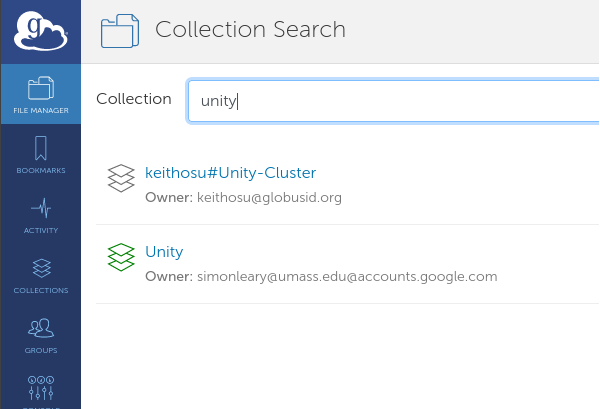 g
Collection Search
FILE MANAGER
BOOKMARKS
ACTIVITY
COLLECTIONS
GROUPS
Collection
unity
keithosu#Unity-Cluster
Owner: keithosu@globusid.org
Unity
Owner: simonleary@umass.edu@accounts.google.com